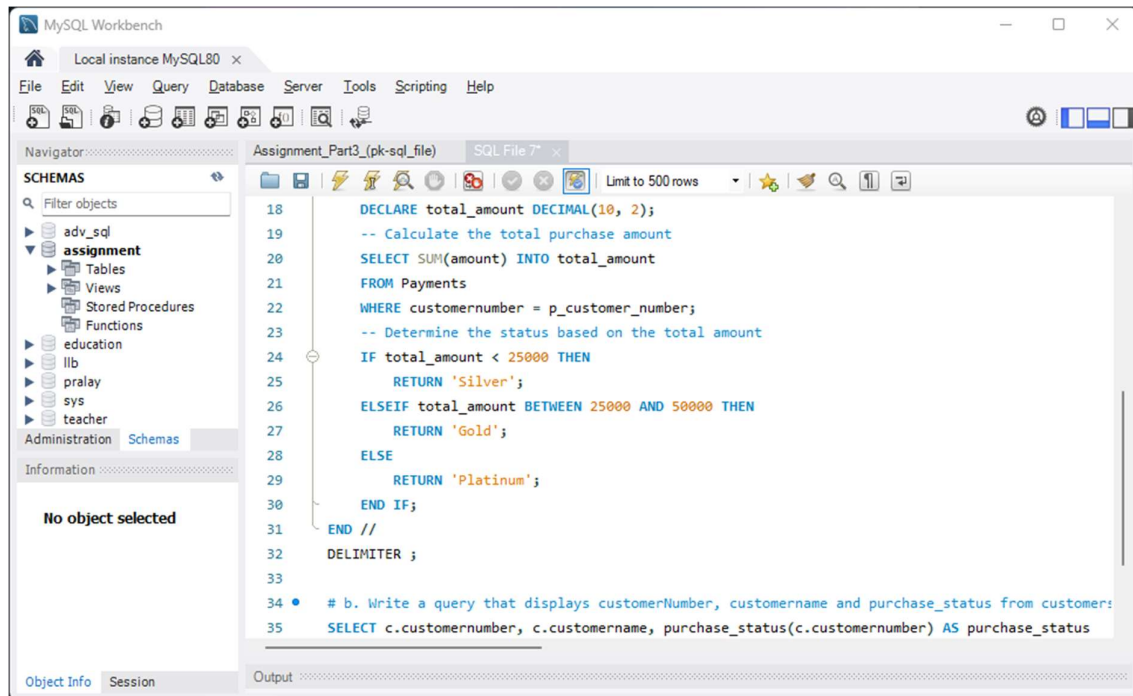 MySQL Workbench
Local instance MySQL80 ×
File Edit View Query Database Server Tools Scripting Help
Navigator
Assignment_Part3_(pk-sql_file) SQL File 7* ×
SCHEMAS
Limit to 500 rows
Filter objects
adv_sql
assignment
Tables
Views
Stored Procedures
Functions
education
llb
pralay
sys
teacher
Administration Schemas
Information
No object selected
Object Info Session
18 DECLARE total_amount DECIMAL(10, 2);
19 -- Calculate the total purchase amount
20 SELECT SUM(amount) INTO total_amount
21 FROM Payments
22 WHERE customernumber = p_customer_number;
23 -- Determine the status based on the total amount
24 IF total_amount < 25000 THEN
25 RETURN 'Silver';
26 ELSEIF total_amount BETWEEN 25000 AND 50000 THEN
27 RETURN 'Gold';
28 ELSE
29 RETURN 'Platinum';
30 END IF;
31 END //
32 DELIMITER ;
33
34 # b. Write a query that displays customerNumber, customername and purchase_status from customers
35 SELECT c.customernumber, c.customername, purchase_status(c.customernumber) AS purchase_status
Output